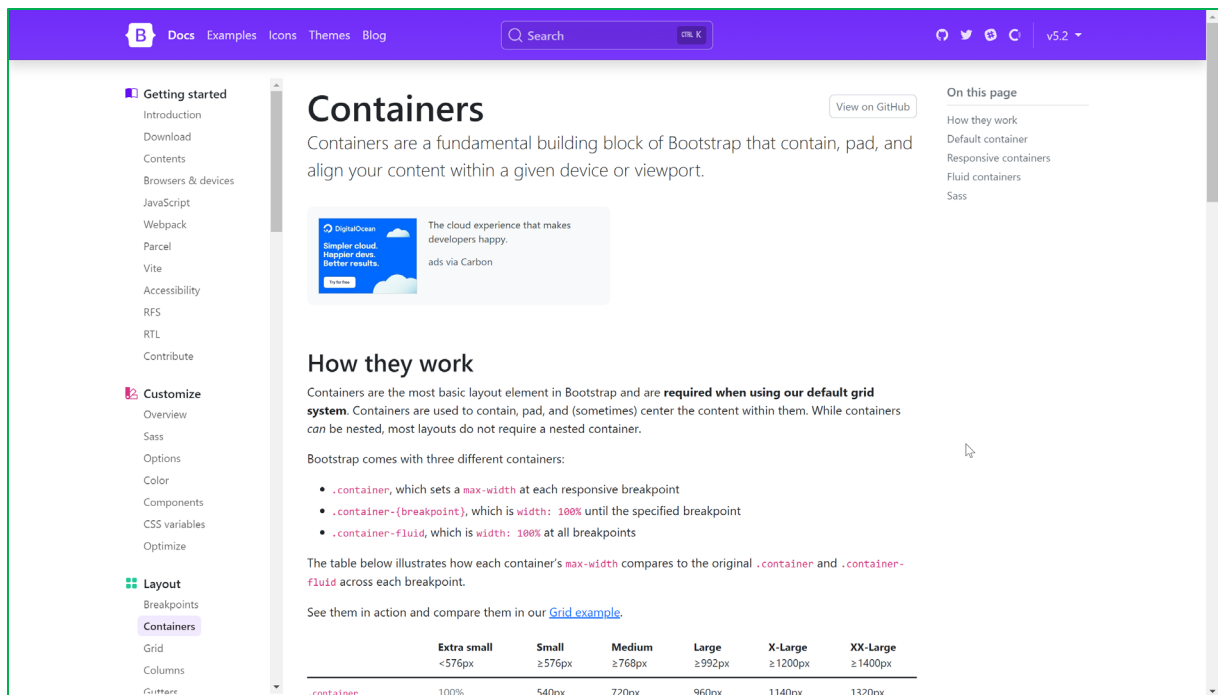 B Docs Examples Icons Themes Blog Search CTRL K v5.2
Getting started
Introduction
Download
Contents
Browsers & devices
JavaScript
Webpack
Parcel
Vite
Accessibility
RFS
RTL
Contribute
Customize
Overview
Sass
Options
Color
Components
CSS variables
Optimize
Layout
Breakpoints
Containers
Grid
Columns
Gutters
Containers
View on GitHub
Containers are a fundamental building block of Bootstrap that contain, pad, and
align your content within a given device or viewport.
DigitalOcean
Simpler cloud.
Happier devs.
Better results.
Try for free
The cloud experience that makes
developers happy.
ads via Carbon
How they work
Containers are the most basic layout element in Bootstrap and are required when using our default grid
system. Containers are used to contain, pad, and (sometimes) center the content within them. While containers
can be nested, most layouts do not require a nested container.
Bootstrap comes with three different containers:
• .container, which sets a max-width at each responsive breakpoint
• .container-{breakpoint}, which is width: 100% until the specified breakpoint
• .container-fluid, which is width: 100% at all breakpoints
The table below illustrates how each container's max-width compares to the original .container and .container-
fluid across each breakpoint.
See them in action and compare them in our Grid example.
Extra small Small Medium Large X-Large XX-Large
<576px ≥576px ≥768px ≥992px ≥1200px ≥1400px
.container 100% 540px 720px 960px 1140px 1320px
On this page
How they work
Default container
Responsive containers
Fluid containers
Sass